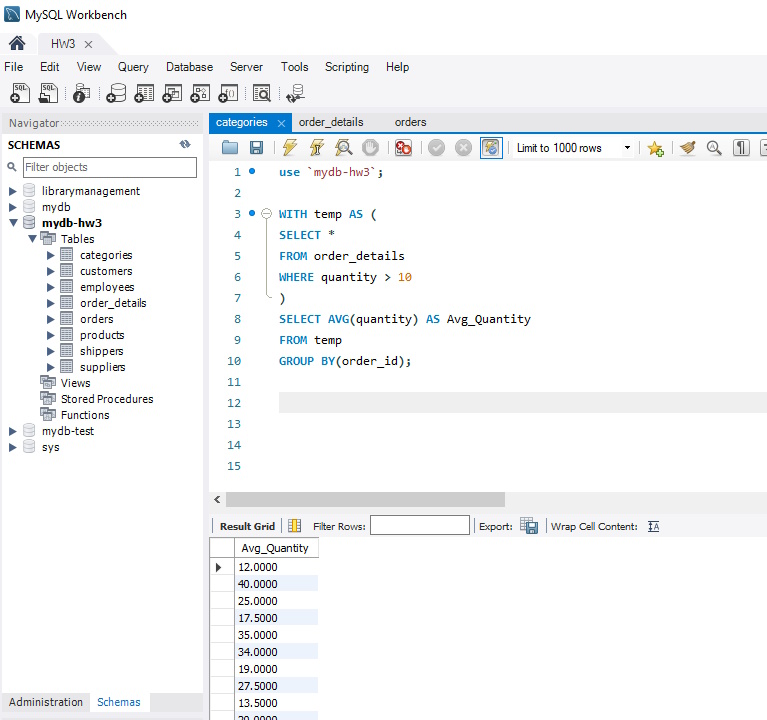 MySQL Workbench
HW3
File Edit View Query Database Server Tools Scripting Help
SQL SQL
Navigator
SCHEMAS
Filter objects
librarymanagement
mydb
mydb-hw3
Tables
categories
customers
employees
order_details
orders
products
shippers
suppliers
Views
Stored Procedures
Functions
mydb-test
sys
Administration Schemas
categories order_details orders
Limit to 1000 rows
1 use `mydb-hw3`;
2
3 WITH temp AS (
4 SELECT *
5 FROM order_details
6 WHERE quantity > 10
7 )
8 SELECT AVG(quantity) AS Avg_Quantity
9 FROM temp
10 GROUP BY(order_id);
11
12
13
14
15
Result Grid Filter Rows: Export: Wrap Cell Content: IA
Avg_Quantity
12.0000
40.0000
25.0000
17.5000
35.0000
34.0000
19.0000
27.5000
13.5000
20.0000